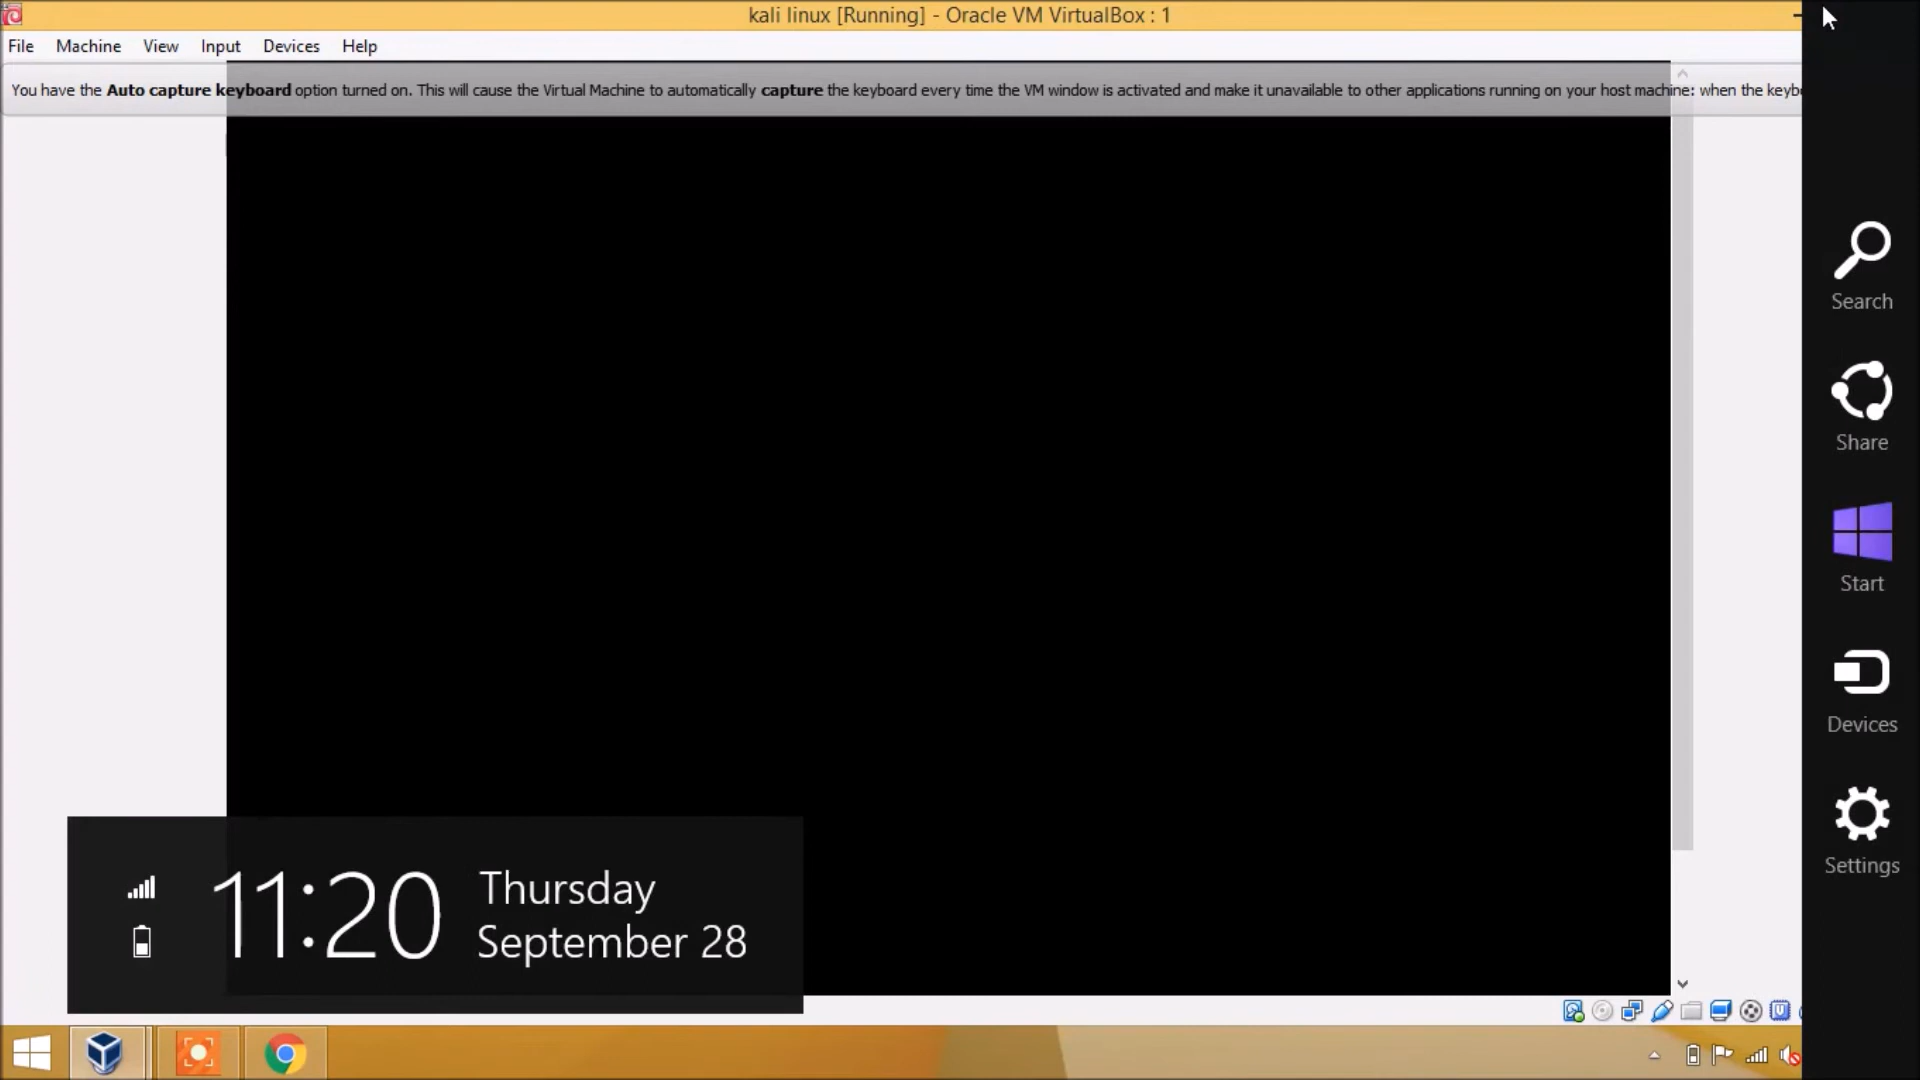 kali linux [Running] - Oracle VM VirtualBox : 1
File Machine View Input Devices Help
You have the Auto capture keyboard option turned on. This will cause the Virtual Machine to automatically capture the keyboard every time the VM window is activated and make it unavailable to other applications running on your host machine: when the keyb
Search
Share
Start
Devices
Settings
11:20
Thursday
September 28